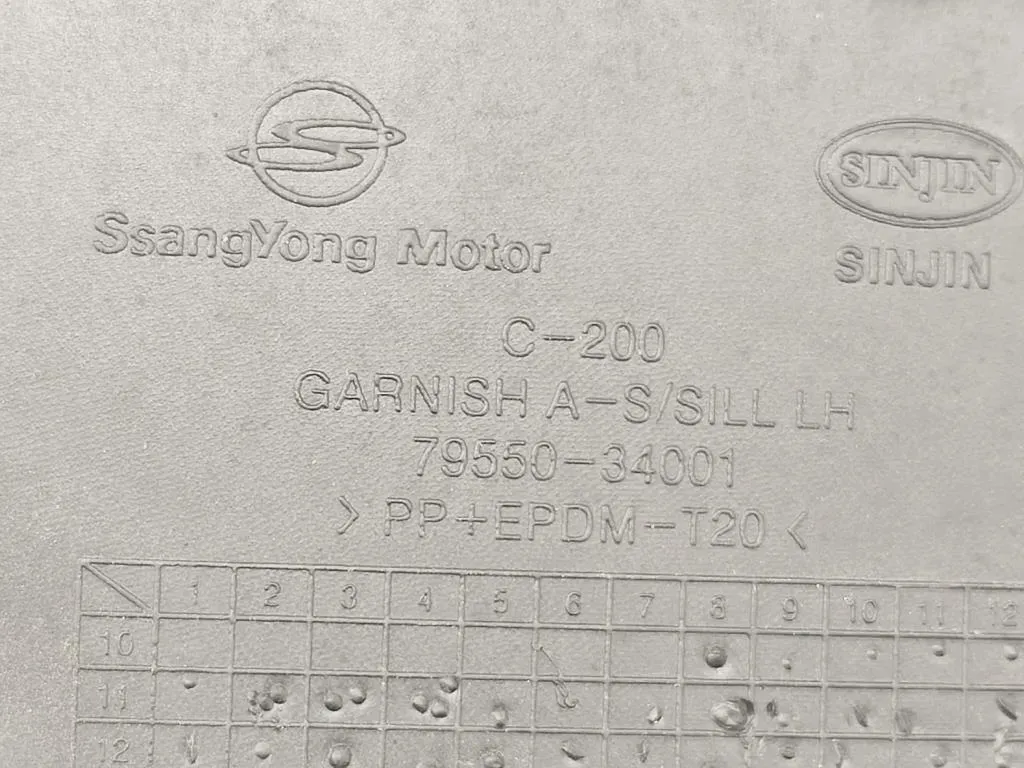 SsangYong Motor
SINJIN
SINJIN
C-200
GARNISH A-S/SILL LH
79550-34001
> PP+EPDM-T20 <
1 2 3 4 5 6 7 8 9 10 11 12
10
11
12